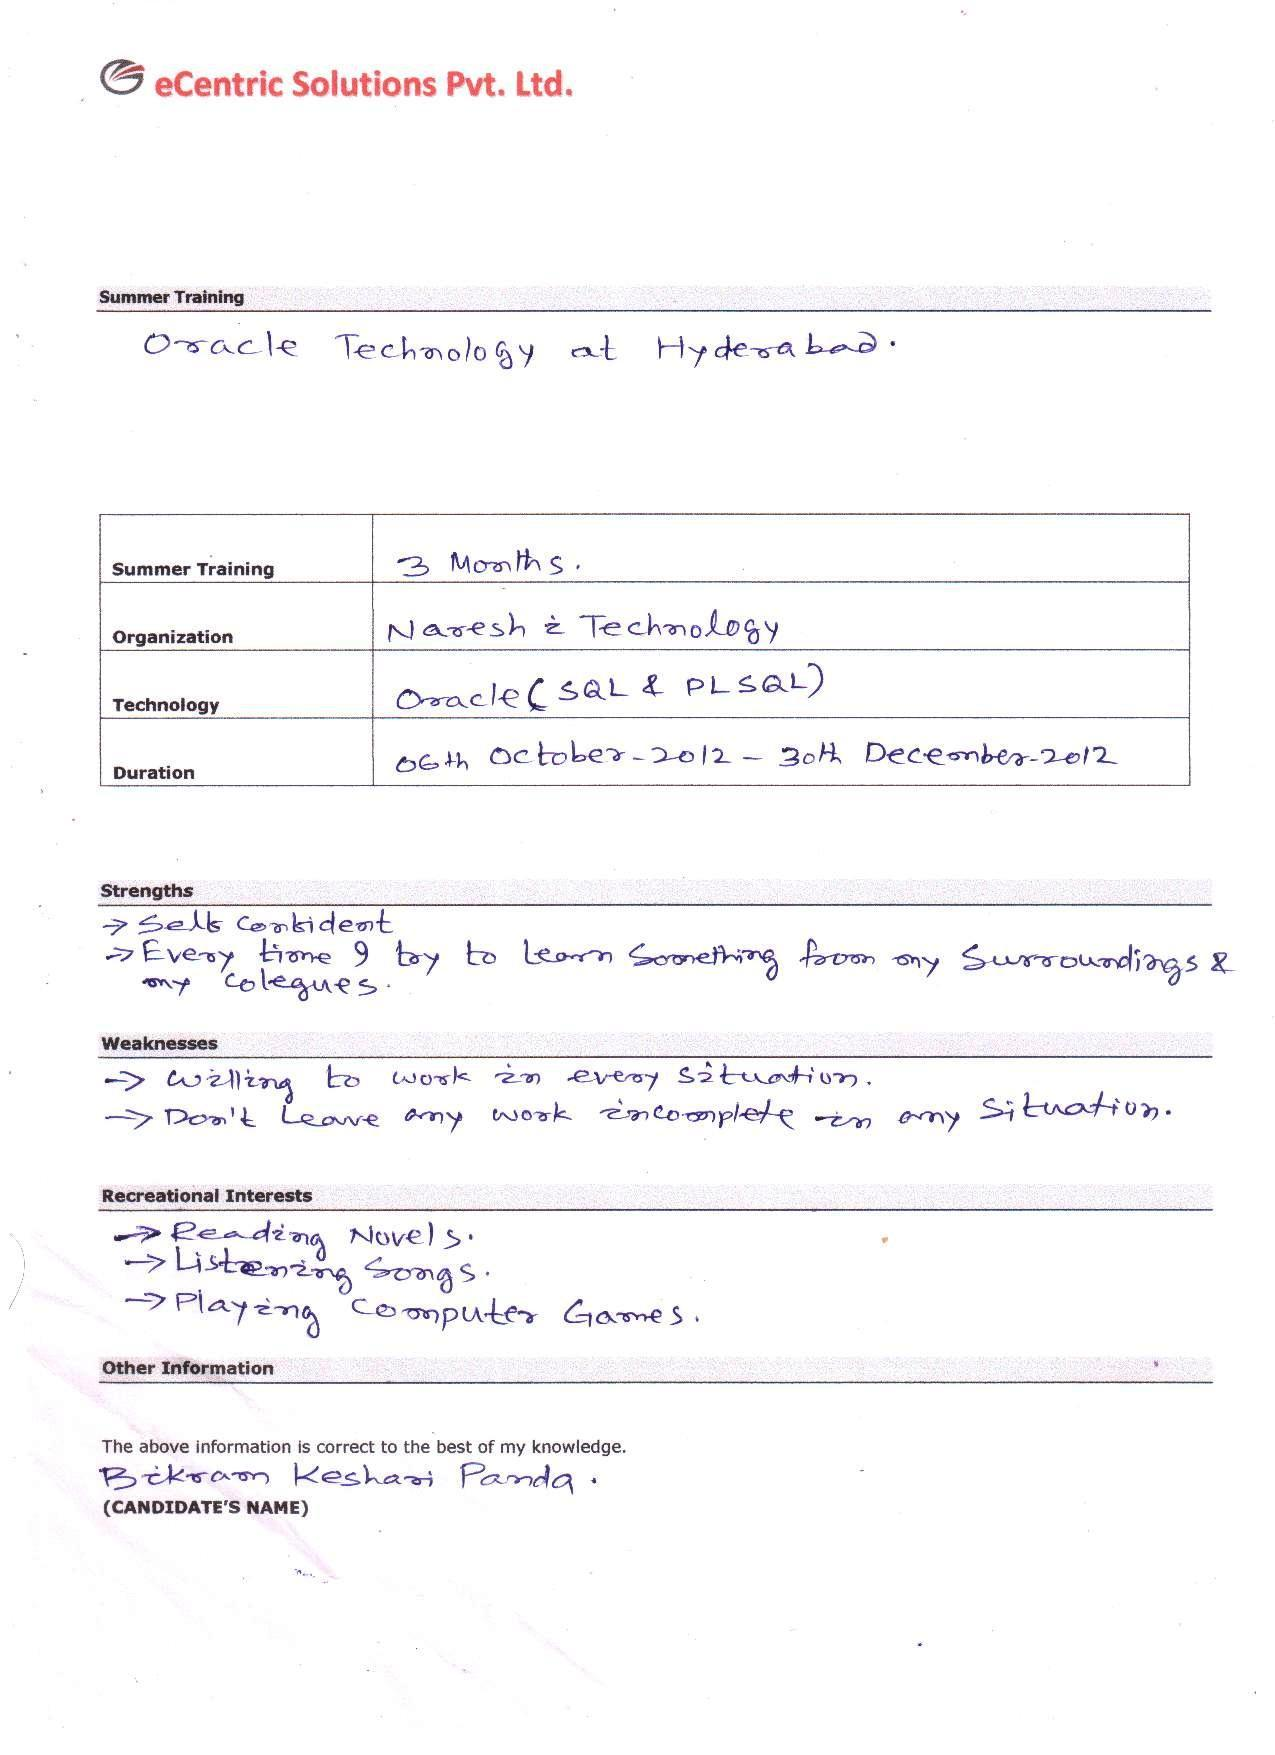 eCentric Solutions Pvt. Ltd.
Summer Training
Oracle Technology at Hyderabad.
Summer Training 3 Months.
Organization Naresh i Technology
Technology Oracle (SQL & PLSQL)
Duration 06th October-2012 - 30th December-2012
Strengths
→ Self Confident
→ Every time I try to learn Something from my Surroundings &
my Colegues.
Weaknesses
→ Willing to work in every Situation.
→ Don't Leave any work incomplete in any Situation.
Recreational Interests
→ Reading Novels.
→ Listening Songs.
→ Playing Computer Games.
Other Information
The above information is correct to the best of my knowledge.
Bikram Keshari Panda.
(CANDIDATE'S NAME)